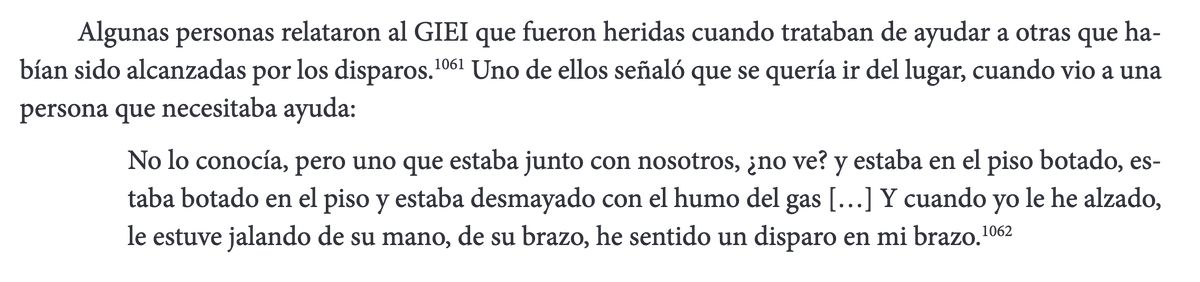 Algunas personas relataron al GIEI que fueron heridas cuando trataban de ayudar a otras que ha-
bían sido alcanzadas por los disparos.1061 Uno de ellos señaló que se quería ir del lugar, cuando vio a una
persona que necesitaba ayuda:
No lo conocía, pero uno que estaba junto con nosotros, ¿no ve? y estaba en el piso botado, es-
taba botado en el piso y estaba desmayado con el humo del gas […] Y cuando yo le he alzado,
le estuve jalando de su mano, de su brazo, he sentido un disparo en mi brazo.1062